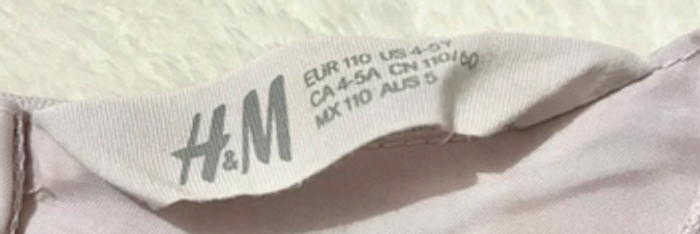 H&M
EUR 110 US 4-5Y
CA 4-5A CN 110/60
MX 110 AUS 5